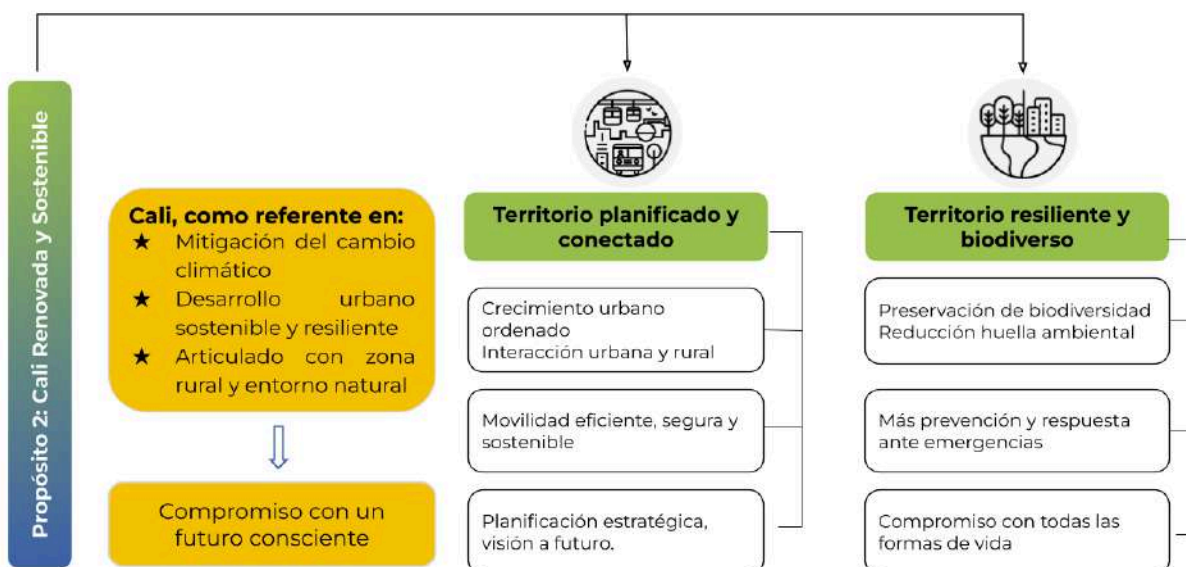 Propósito 2: Cali Renovada y Sostenible
Cali, como referente en:
★ Mitigación del cambio
climático
★ Desarrollo urbano
sostenible y resiliente
★ Articulado con zona
rural y entorno natural
Compromiso con un
futuro consciente
Territorio planificado y
conectado
Crecimiento urbano
ordenado
Interacción urbana y rural
Movilidad eficiente, segura y
sostenible
Planificación estratégica,
visión a futuro.
Territorio resiliente y
biodiverso
Preservación de biodiversidad
Reducción huella ambiental
Más prevención y respuesta
ante emergencias
Compromiso con todas las
formas de vida